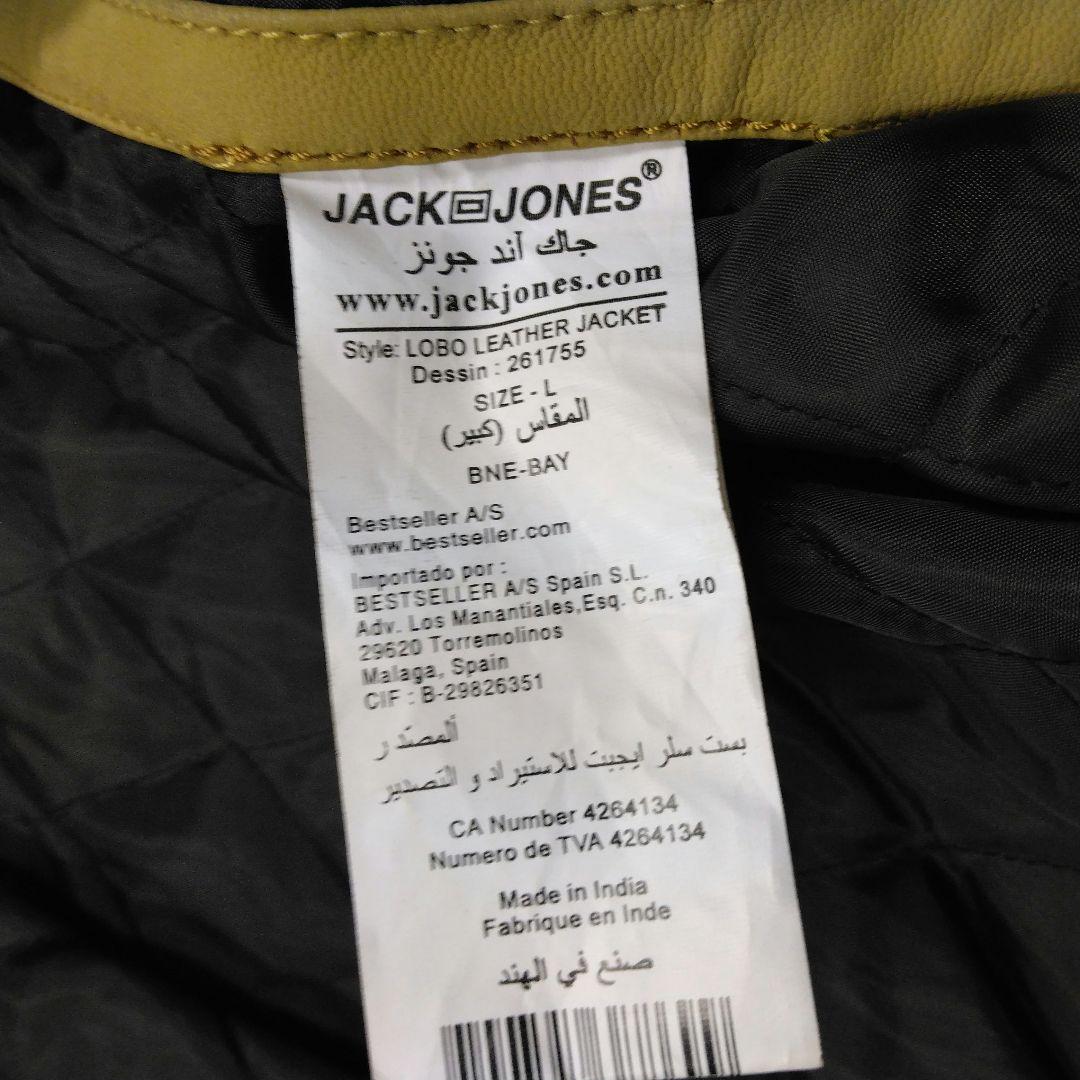 JACK JONES®
جاك آند جونز
www.jackjones.com
Style: LOBO LEATHER JACKET
Dessin : 261755
SIZE - L
المقاس (كبير)
BNE-BAY
Bestseller A/S
www.bestseller.com
Importado por :
BESTSELLER A/S Spain S.L.
Adv. Los Manantiales,Esq. C.n. 340
29620 Torremolinos
Malaga, Spain
CIF : B-29826351
ألمصتد ر
بست سلر ايجبت للاستيراد و التصدير
CA Number 4264134
Numero de TVA 4264134
Made in India
Fabrique en Inde
صنع في الهند